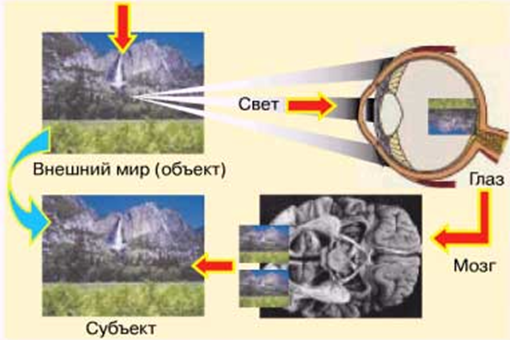 Свет
Внешний мир (объект)
Глаз
Мозг
Субъект